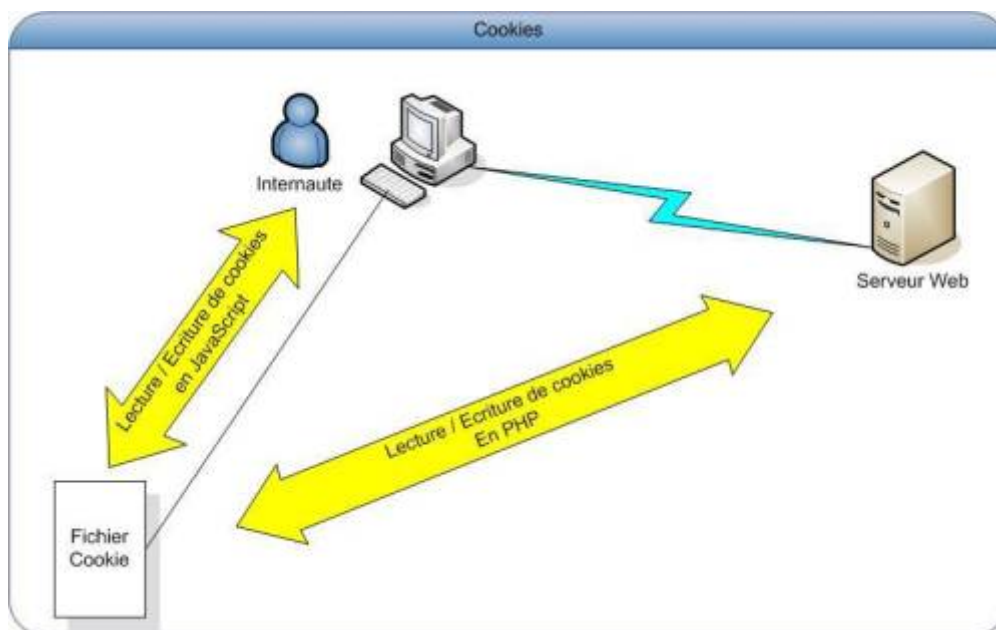 Cookies
Internaute
Serveur Web
Lecture / Ecriture de cookies
en JavaScript
Lecture / Ecriture de cookies
En PHP
Fichier
Cookie